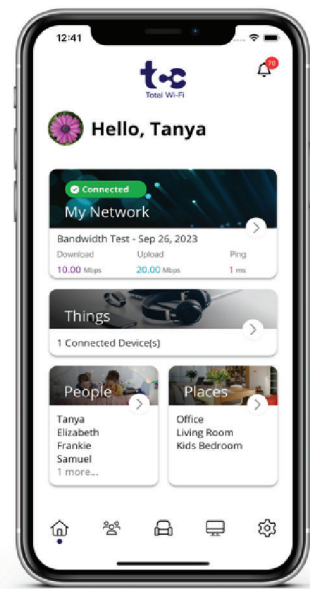 12:41
tcc
Total Wi-Fi
70
Hello, Tanya
Connected
My Network
Bandwidth Test - Sep 26, 2023
Download Upload Ping
10.00 Mbps 20.00 Mbps 1 ms
Things
1 Connected Device(s)
People
Places
Tanya
Elizabeth
Frankie
Samuel
1 more...
Office
Living Room
Kids Bedroom